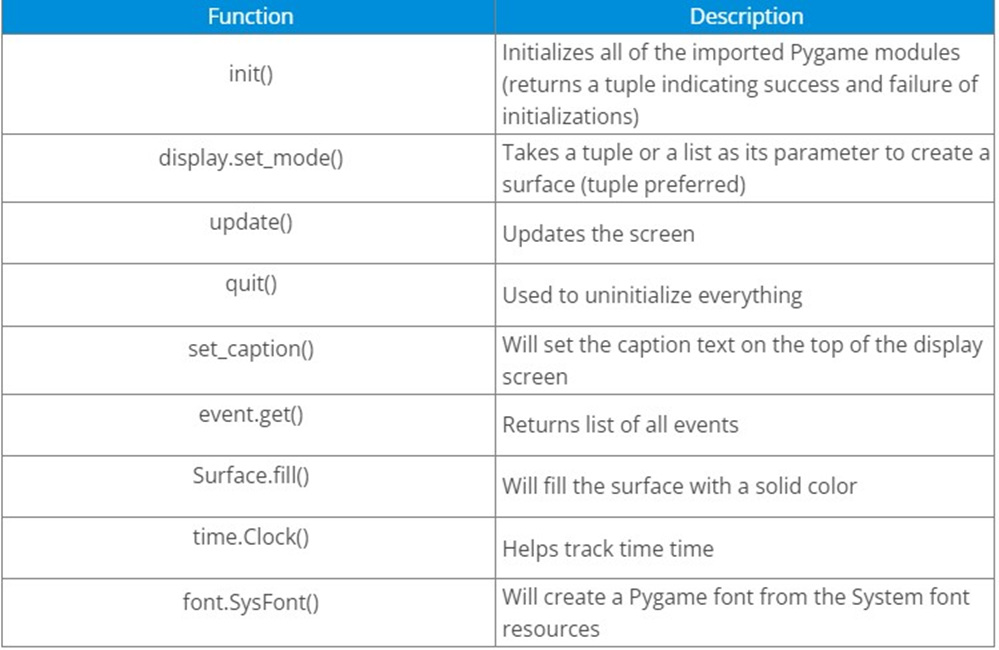 Function Description
init()
Initializes all of the imported Pygame modules
(returns a tuple indicating success and failure of
initializations)
display.set_mode()
Takes a tuple or a list as its parameter to create a
surface (tuple preferred)
update()
Updates the screen
quit()
Used to uninitialize everything
set_caption()
Will set the caption text on the top of the display
screen
event.get()
Returns list of all events
Surface.fill()
Will fill the surface with a solid color
time.Clock()
Helps track time time
font.SysFont()
Will create a Pygame font from the System font
resources